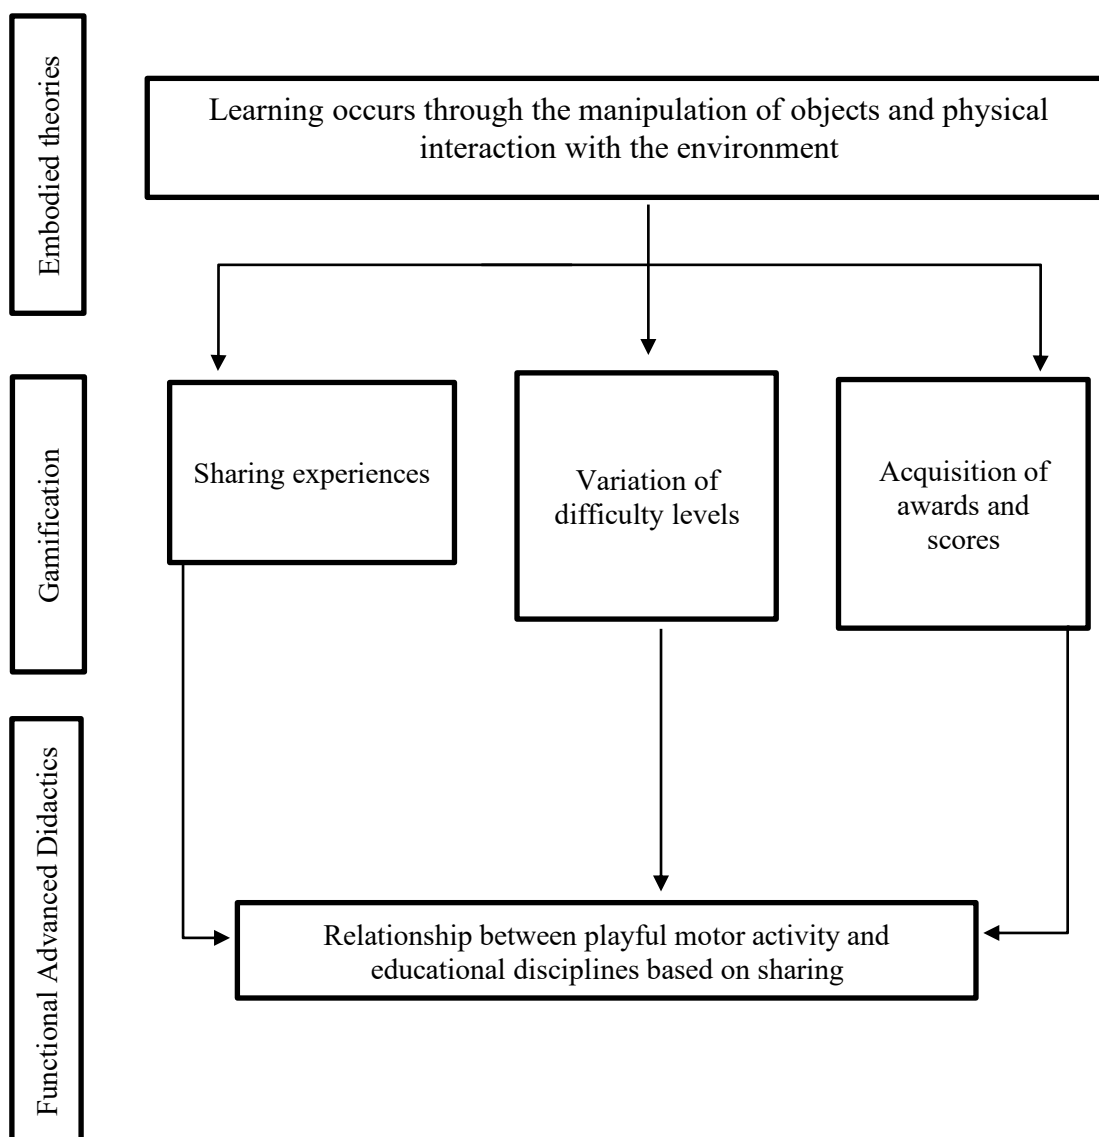 Embodied theories
Learning occurs through the manipulation of objects and physical
interaction with the environment
Gamification
Sharing experiences
Variation of
difficulty levels
Acquisition of
awards and
scores
Functional Advanced Didactics
Relationship between playful motor activity and
educational disciplines based on sharing